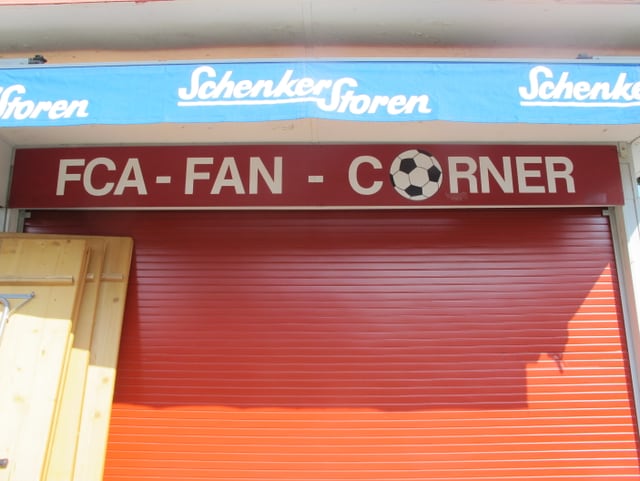 Storen Schenker Storen Schenke
FCA - FAN - CORNER